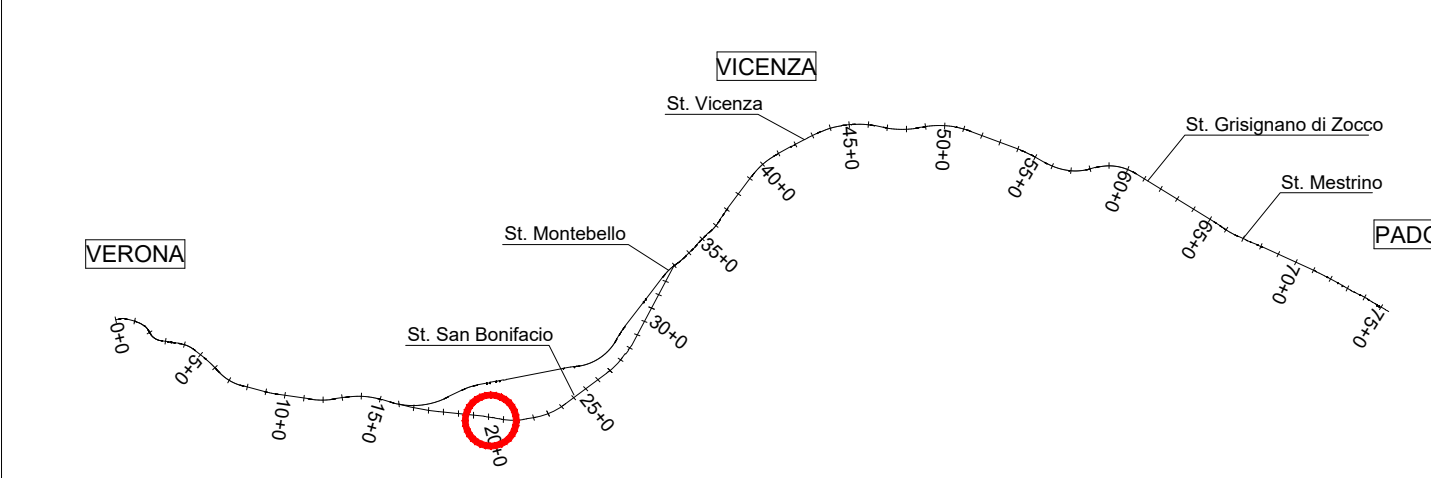 VICENZA
St. Vicenza
St. Grisignano di Zocco
45+0
50+0
55+0
40+0
60+0
St. Mestrino
St. Montebello
65+0
PADO
VERONA
35+0
70+0
St. San Bonifacio
30+0
75+0
0+0
5+0
10+0
15+0
20+0
25+0